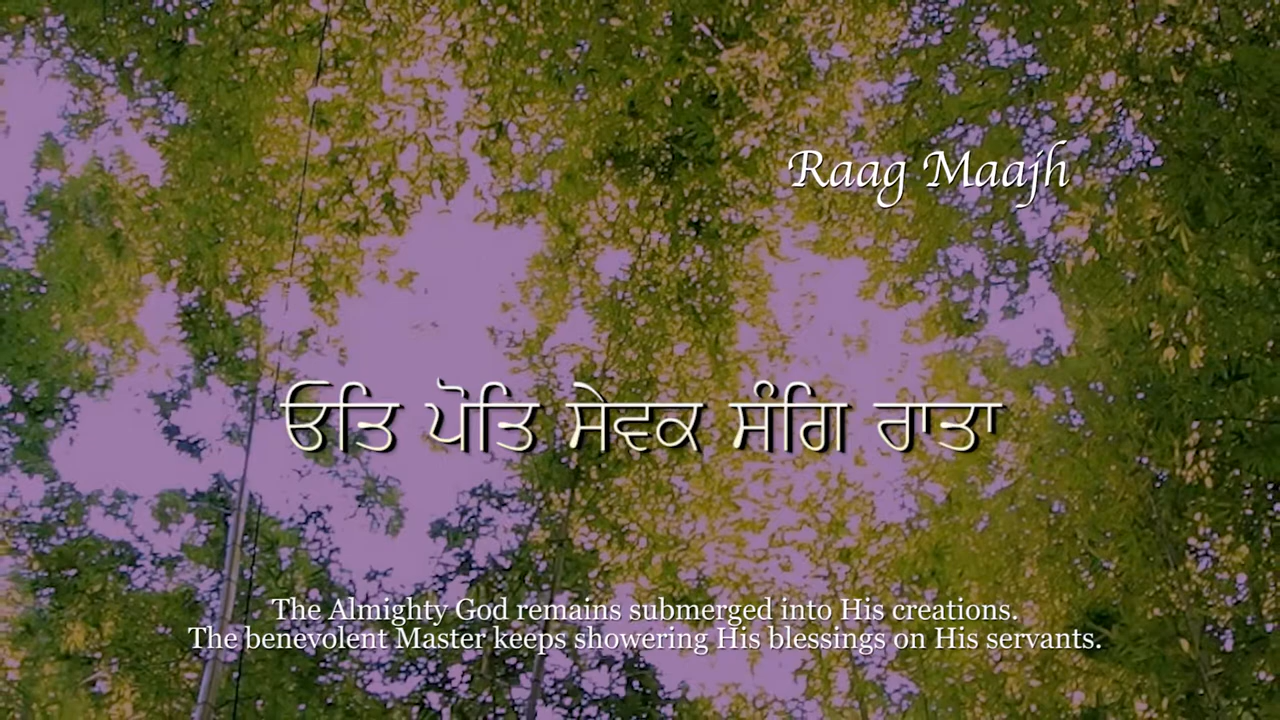 Raag Maajh
ਓਤਿ ਪੋਤਿ ਸੇਵਕ ਸੰਗਿ ਰਾਤਾ
The Almighty God remains submerged into His creations.
The benevolent Master keeps showering His blessings on His servants.